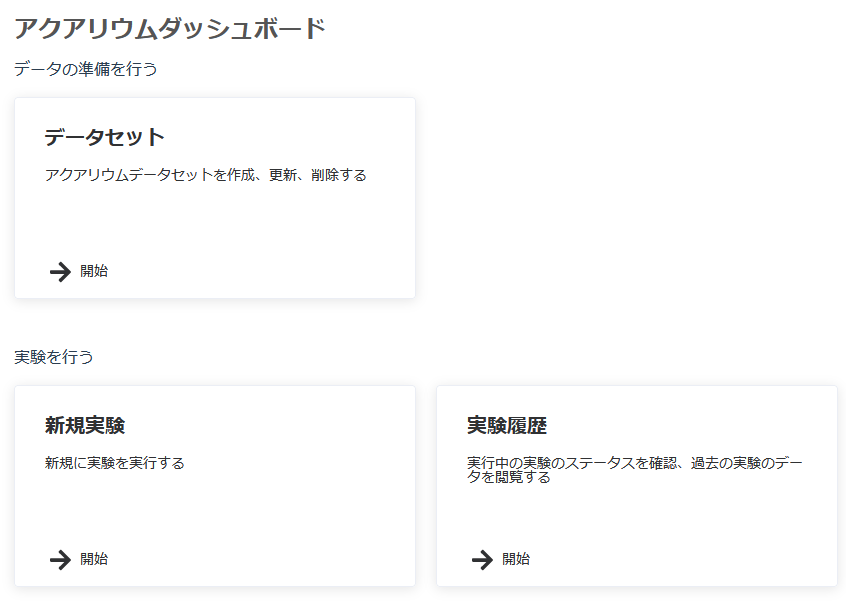 アクアリウムダッシュボード
データの準備を行う
データセット
アクアリウムデータセットを作成、更新、削除する
開始
実験を行う
新規実験
新規に実験を実行する
開始
実験履歴
実行中の実験のステータスを確認、過去の実験のデー
タを閲覧する
開始